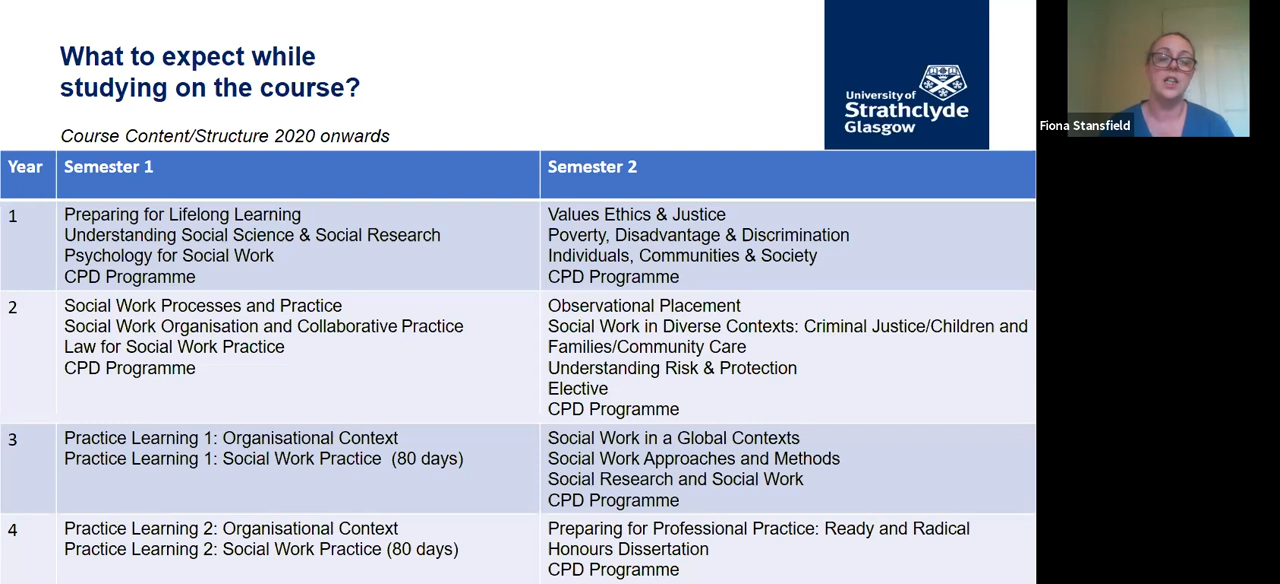 What to expect while
studying on the course?
University of
Strathclyde
Glasgow
Fiona Stansfield
Course Content/Structure 2020 onwards
Year Semester 1 Semester 2
1
Preparing for Lifelong Learning
Understanding Social Science & Social Research
Psychology for Social Work
CPD Programme
Values Ethics & Justice
Poverty, Disadvantage & Discrimination
Individuals, Communities & Society
CPD Programme
2
Social Work Processes and Practice
Social Work Organisation and Collaborative Practice
Law for Social Work Practice
CPD Programme
Observational Placement
Social Work in Diverse Contexts: Criminal Justice/Children and
Families/Community Care
Understanding Risk & Protection
Elective
CPD Programme
3
Practice Learning 1: Organisational Context
Practice Learning 1: Social Work Practice (80 days)
Social Work in a Global Contexts
Social Work Approaches and Methods
Social Research and Social Work
CPD Programme
4
Practice Learning 2: Organisational Context
Practice Learning 2: Social Work Practice (80 days)
Preparing for Professional Practice: Ready and Radical
Honours Dissertation
CPD Programme